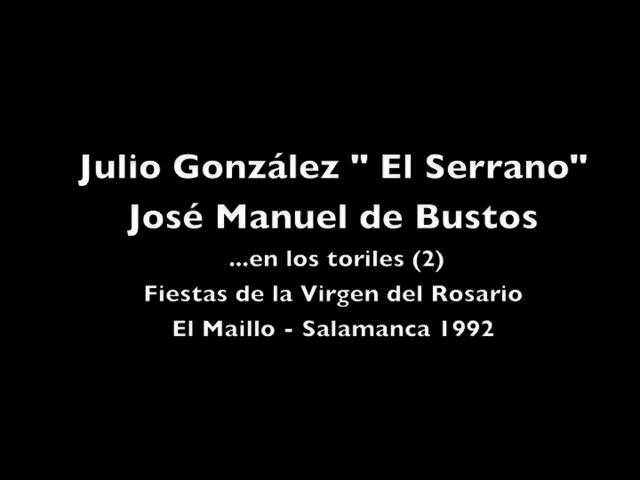 Julio González " El Serrano"
José Manuel de Bustos
...en los toriles (2)
Fiestas de la Virgen del Rosario
El Maillo - Salamanca 1992